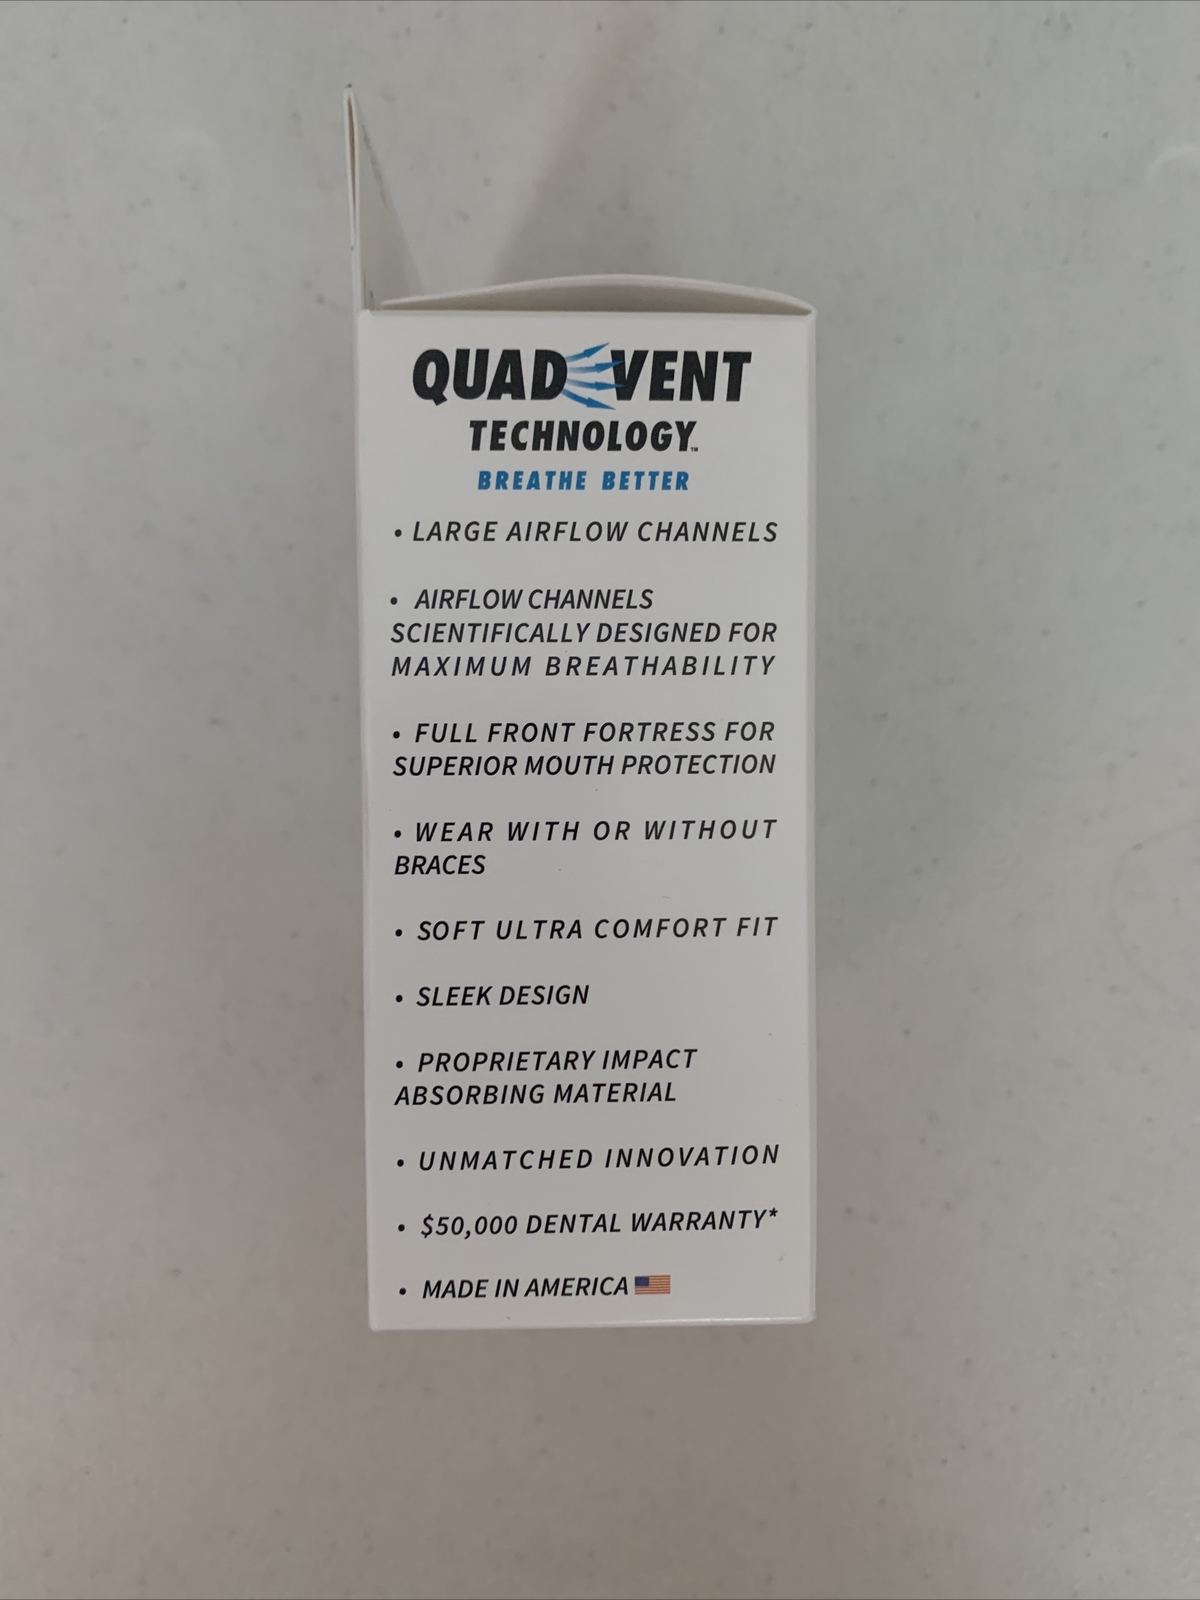 QUAD VENT
TECHNOLOGY™
BREATHE BETTER
• LARGE AIRFLOW CHANNELS
• AIRFLOW CHANNELS
SCIENTIFICALLY DESIGNED FOR
MAXIMUM BREATHABILITY
• FULL FRONT FORTRESS FOR
SUPERIOR MOUTH PROTECTION
• WEAR WITH OR WITHOUT
BRACES
• SOFT ULTRA COMFORT FIT
• SLEEK DESIGN
• PROPRIETARY IMPACT
ABSORBING MATERIAL
• UNMATCHED INNOVATION
• $50,000 DENTAL WARRANTY*
• MADE IN AMERICA